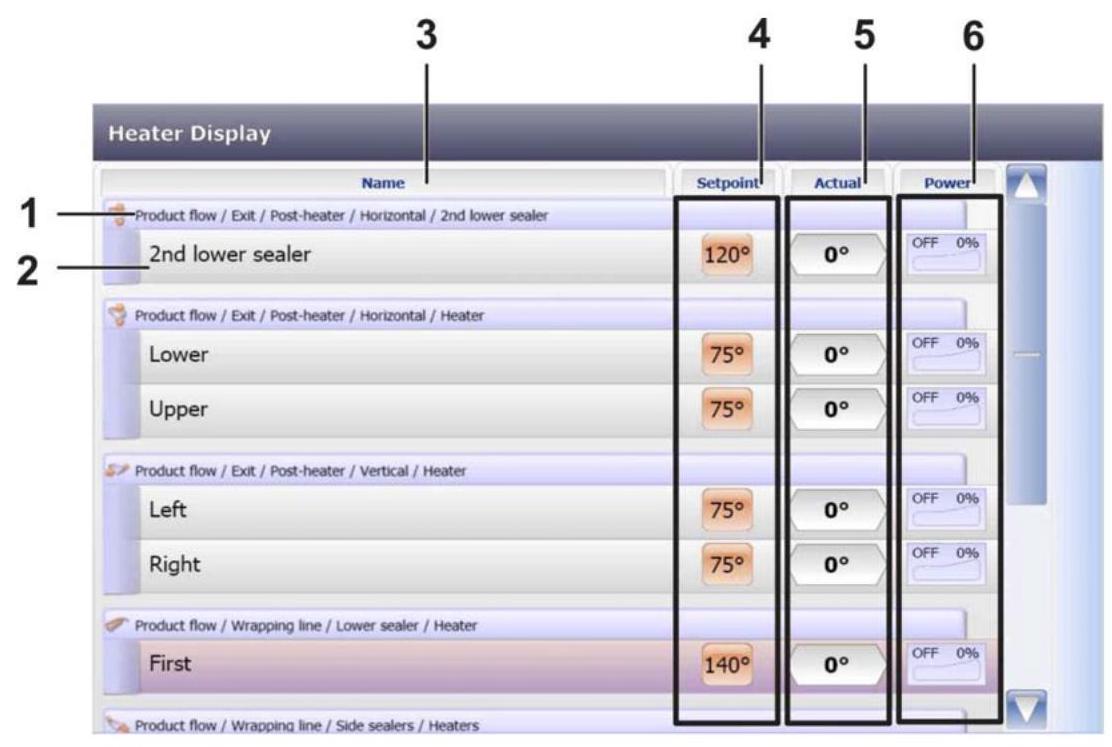 3 4 5 6
Heater Display
Name Setpoint Actual Power
1 Product flow / Exit / Post-heater / Horizontal / 2nd lower sealer
2 2nd lower sealer 120° 0° OFF 0%
Product flow / Exit / Post-heater / Horizontal / Heater
Lower 75° 0° OFF 0%
Upper 75° 0° OFF 0%
Product flow / Exit / Post-heater / Vertical / Heater
Left 75° 0° OFF 0%
Right 75° 0° OFF 0%
Product flow / Wrapping line / Lower sealer / Heater
First 140° 0° OFF 0%
Product flow / Wrapping line / Side sealers / Heaters